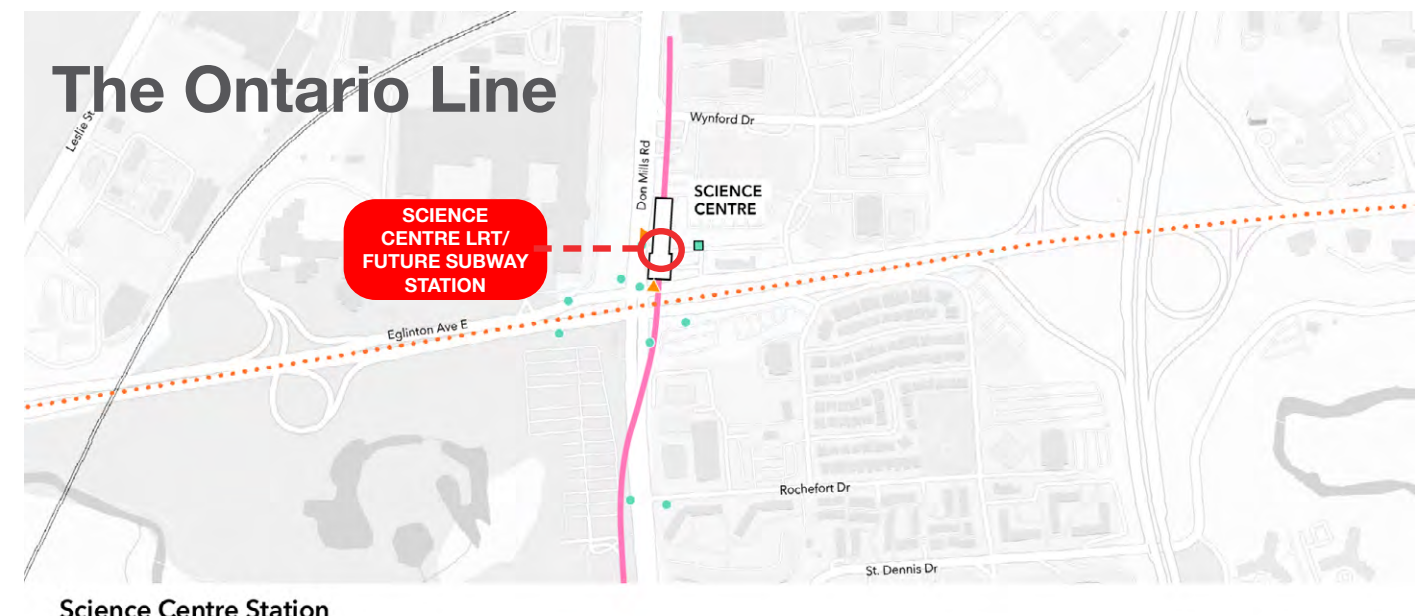 The Ontario Line
Leslie St
Wynford Dr
Don Mills Rd
SCIENCE
CENTRE
SCIENCE
CENTRE LRT/
FUTURE SUBWAY
STATION
Eglinton Ave E
Rochefort Dr
St. Dennis Dr
Science Centre Station